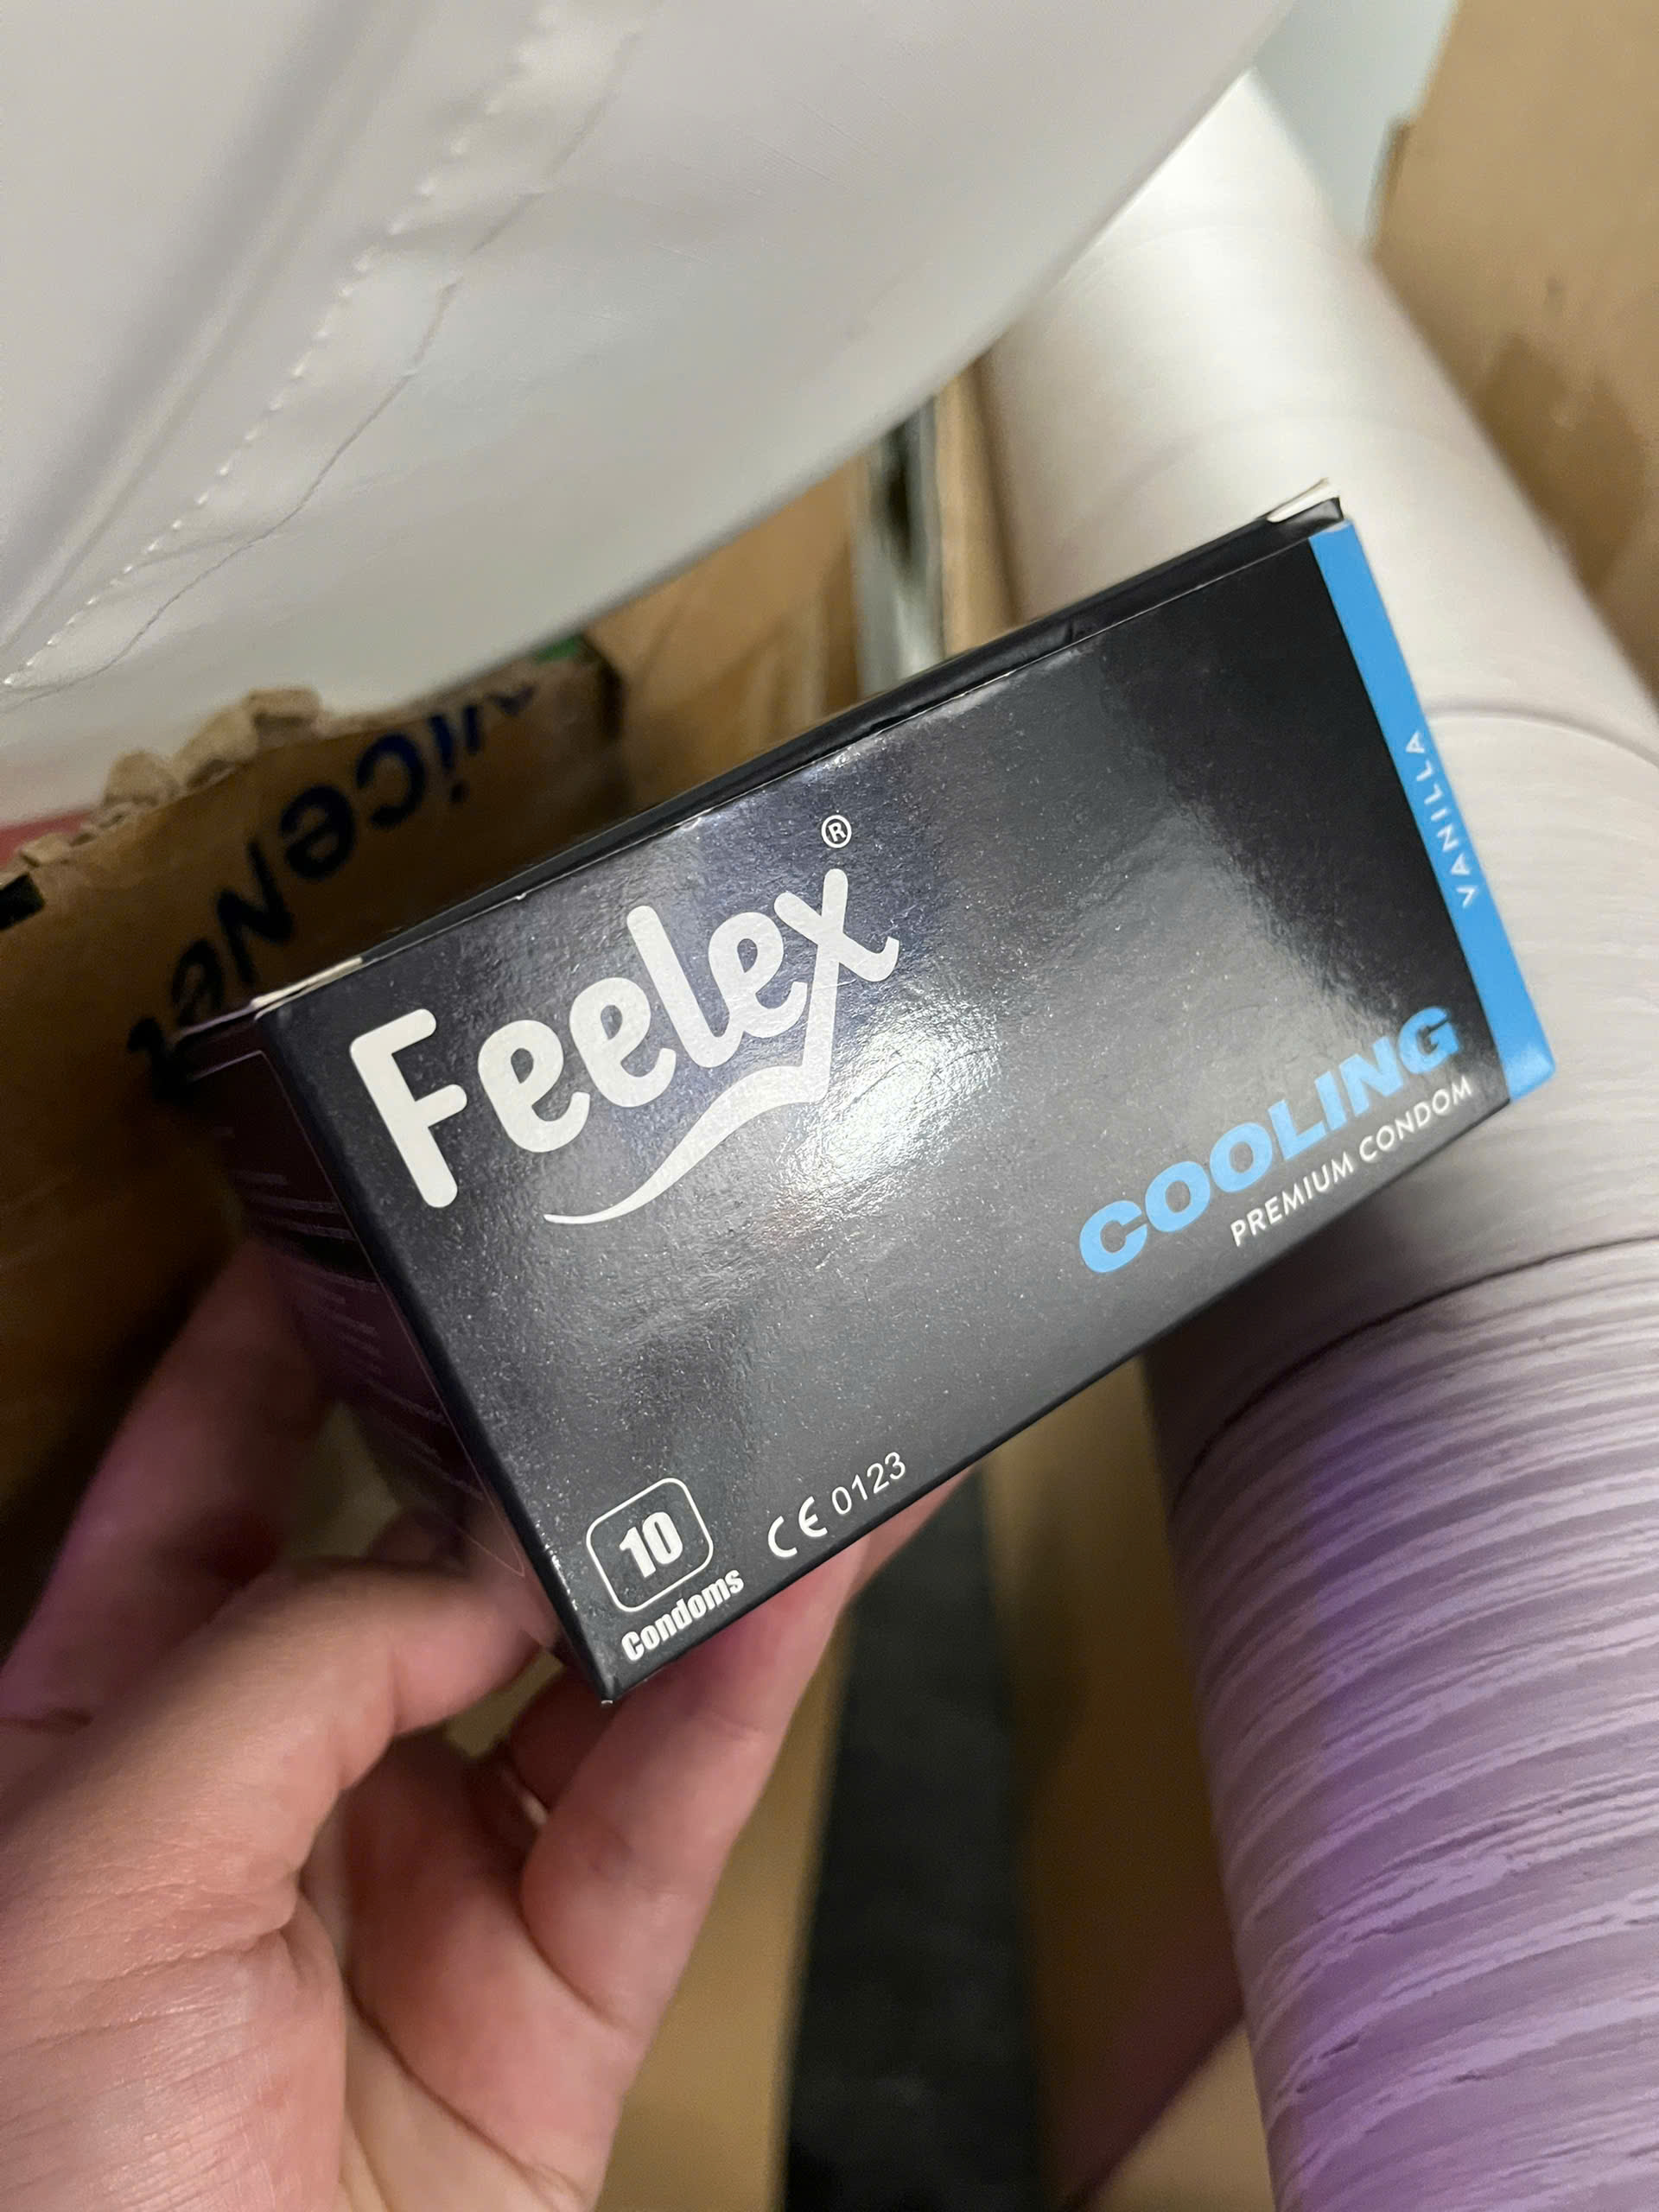 Feelex®
VANILLA
COOLING
PREMIUM CONDOM
10
Condoms
CE 0123